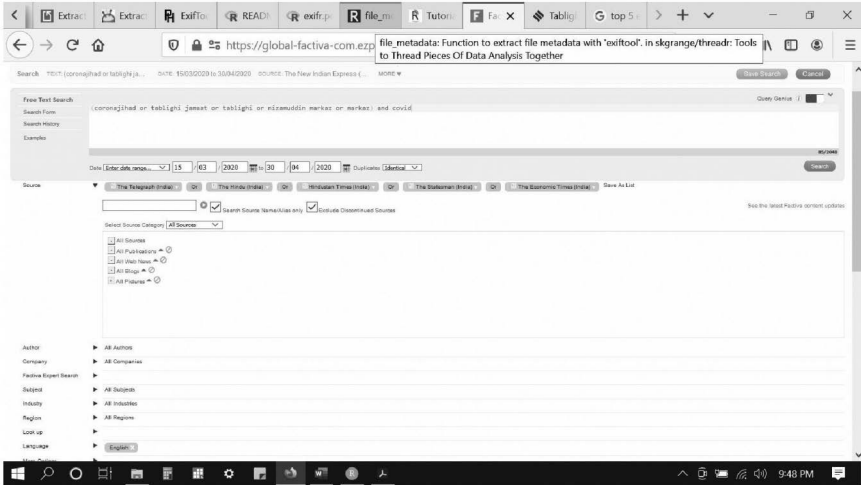 Extract
Extract
ExifToo
READM
exifr.po
file_me
Tutoria
Fac
Tablig
top 5
https://global-factiva-com.ezp
file_metadata: Function to extract file metadata with "exiftool". in skgrange/threadr: Tools
to Thread Pieces Of Data Analysis Together
Search TEXT: (coronajihad or tablighi ja... DATE: 15/03/2020 to 30/04/2020 SOURCE: The New Indian Express (... MORE
Save Search
Cancel
Free Text Search
Search Form
Search History
Examples
(coronajihad or tablighi jamaat or tablighi or nizamuddin markaz or markaz) and covid
Query Genius
Date Enter date range... 15 / 03 / 2020 to 30 / 04 / 2020 Duplicates Identical
Search
Source
The Telegraph (India) Or The Hindu (India) Or Hindustan Times (India) Or The Statesman (India) Or The Economic Times (India) Save As List
Search Source Name/Alias only Exclude Discontinued Sources
See the latest Factiva content updates
Select Source Category All Sources
All Sources
All Publications
All Web News
All Blogs
All Pictures
Author All Authors
Company All Companies
Factiva Expert Search
Subject All Subjects
Industry All Industries
Region All Regions
Look up
Language English
More Options
9:48 PM